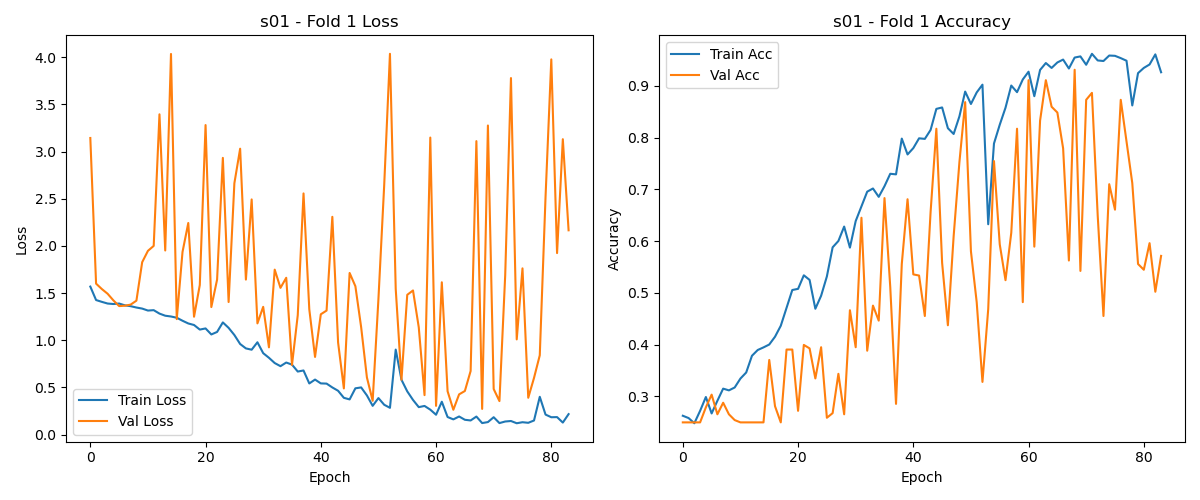 s01 - Fold 1 Loss
4.0
3.5
3.0
2.5
2.0
1.5
1.0
0.5
0.0
Loss
Train Loss
Val Loss
0 20 40 60 80
Epoch
s01 - Fold 1 Accuracy
Train Acc
Val Acc
0.9
0.8
0.7
0.6
0.5
0.4
0.3
Accuracy
0 20 40 60 80
Epoch